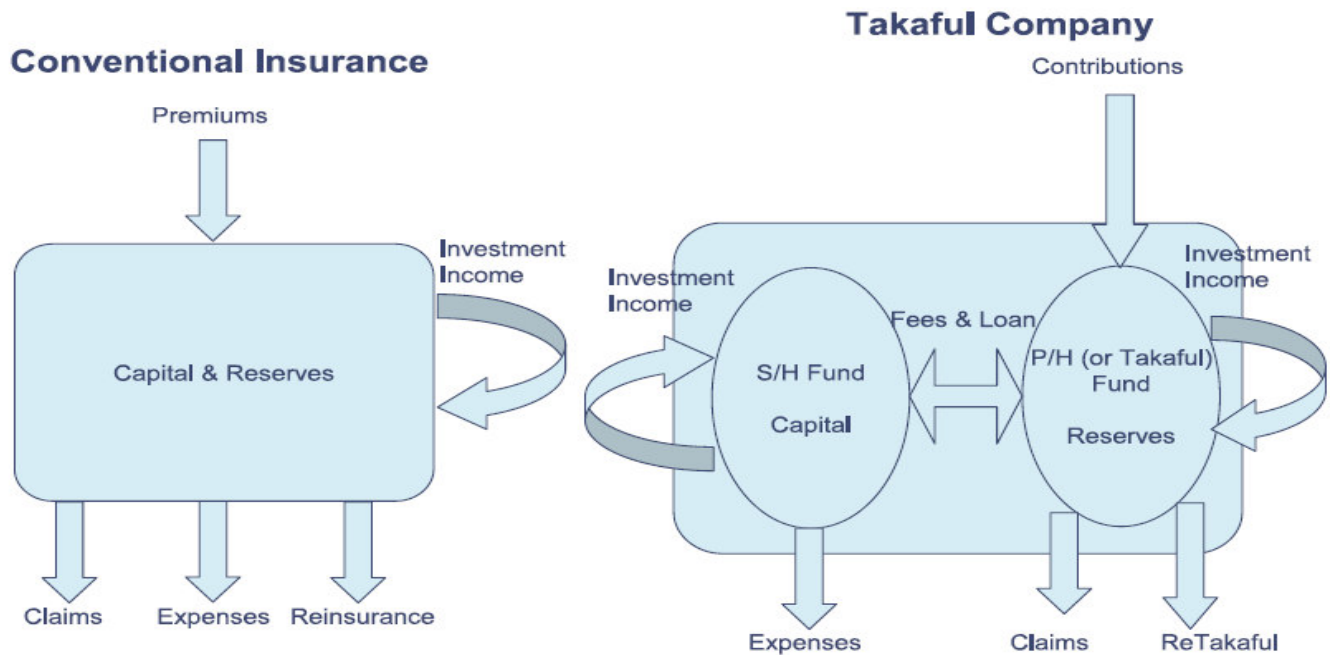 Conventional Insurance
Premiums
Investment
Income
Capital & Reserves
Claims
Expenses
Reinsurance
Takaful Company
Contributions
Investment
Income
Fees & Loan
Investment
Income
S/H Fund
Capital
P/H (or Takaful)
Fund
Reserves
Expenses
Claims
ReTakaful